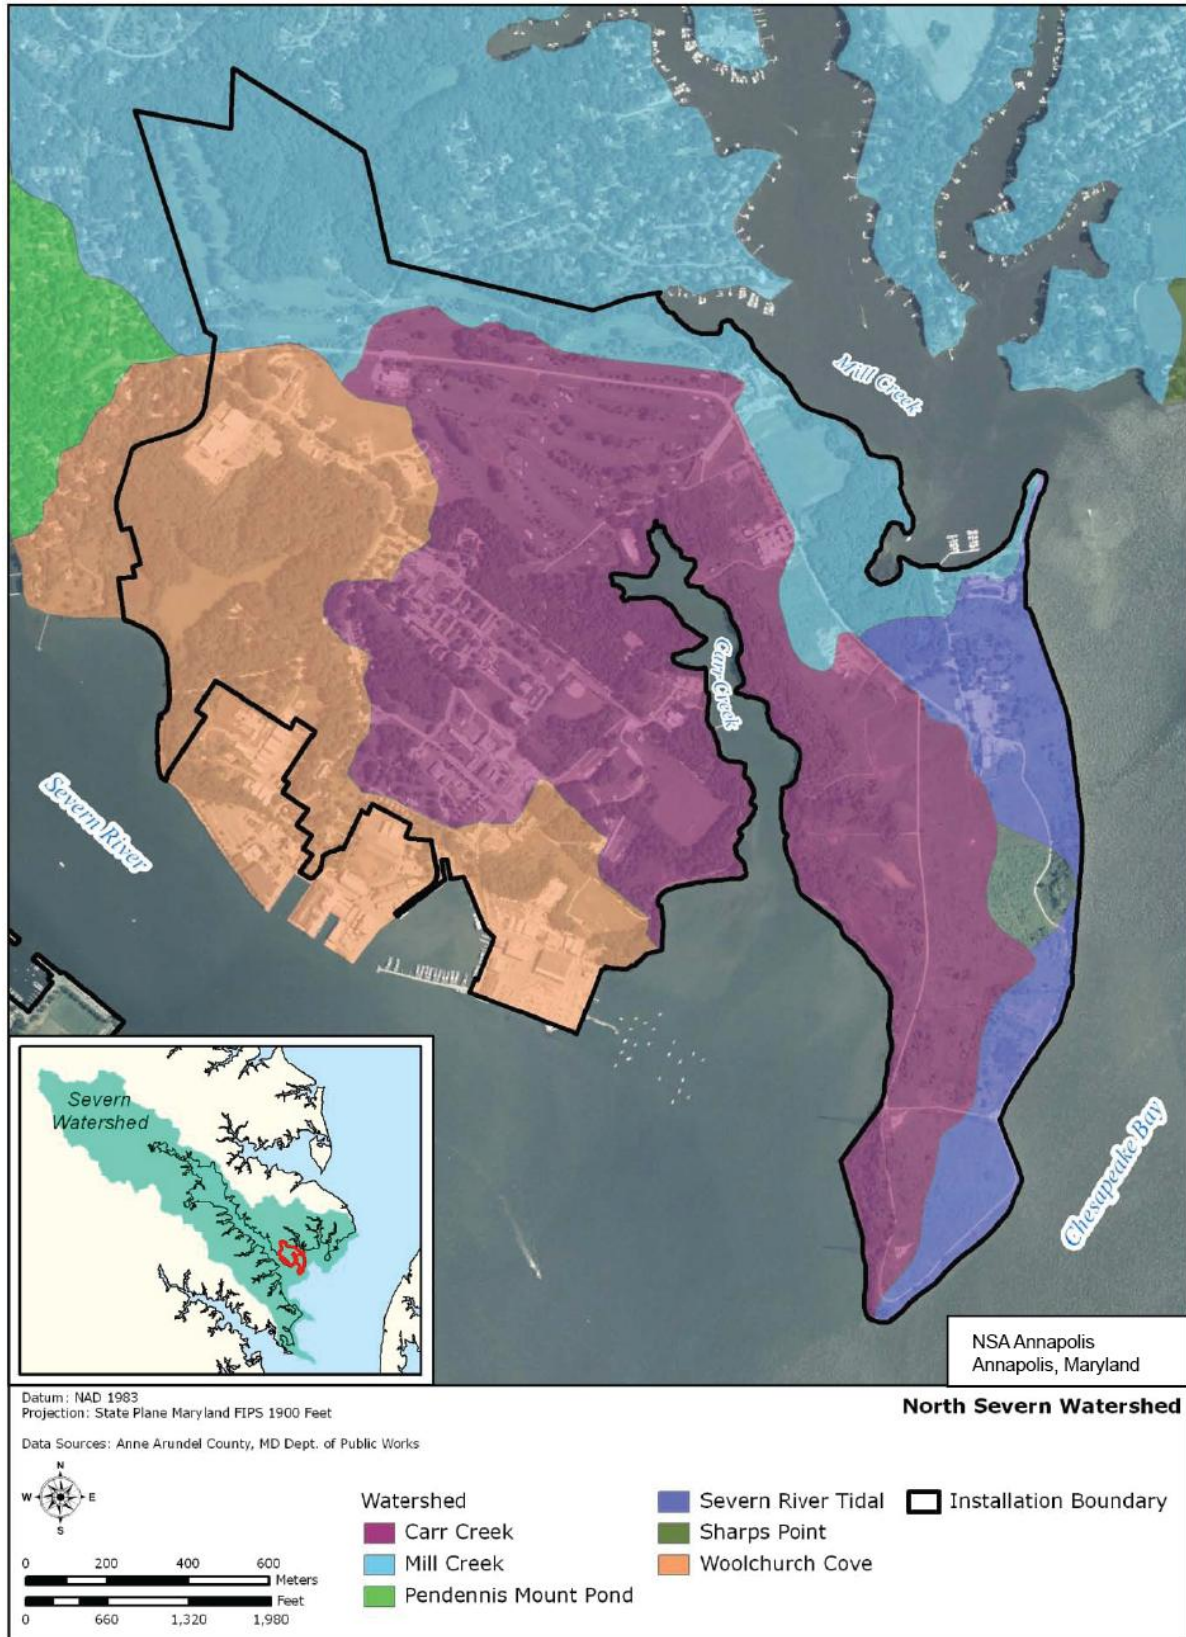 Mill Creek
Carr Creek
Severn River
Chesapeake Bay
Severn
Watershed
NSA Annapolis
Annapolis, Maryland
Datum: NAD 1983
Projection: State Plane Maryland FIPS 1900 Feet
North Severn Watershed
Data Sources: Anne Arundel County, MD Dept. of Public Works
N
W E
S
0 200 400 600
Meters
Feet
0 660 1,320 1,980
Watershed
Carr Creek
Mill Creek
Pendennis Mount Pond
Severn River Tidal
Sharps Point
Woolchurch Cove
Installation Boundary